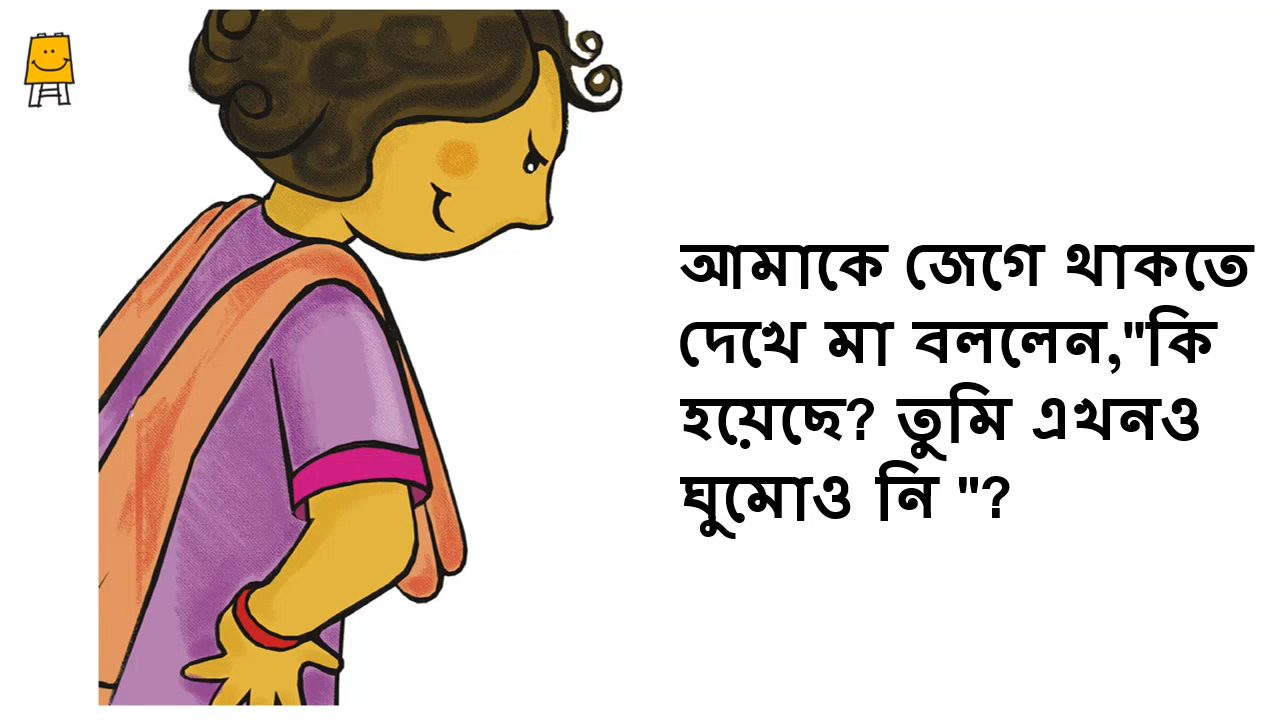 আমাকে জেগে থাকতে
দেখে মা বললেন,"কি
হয়েছে? তুমি এখনও
ঘুমোও নি "?